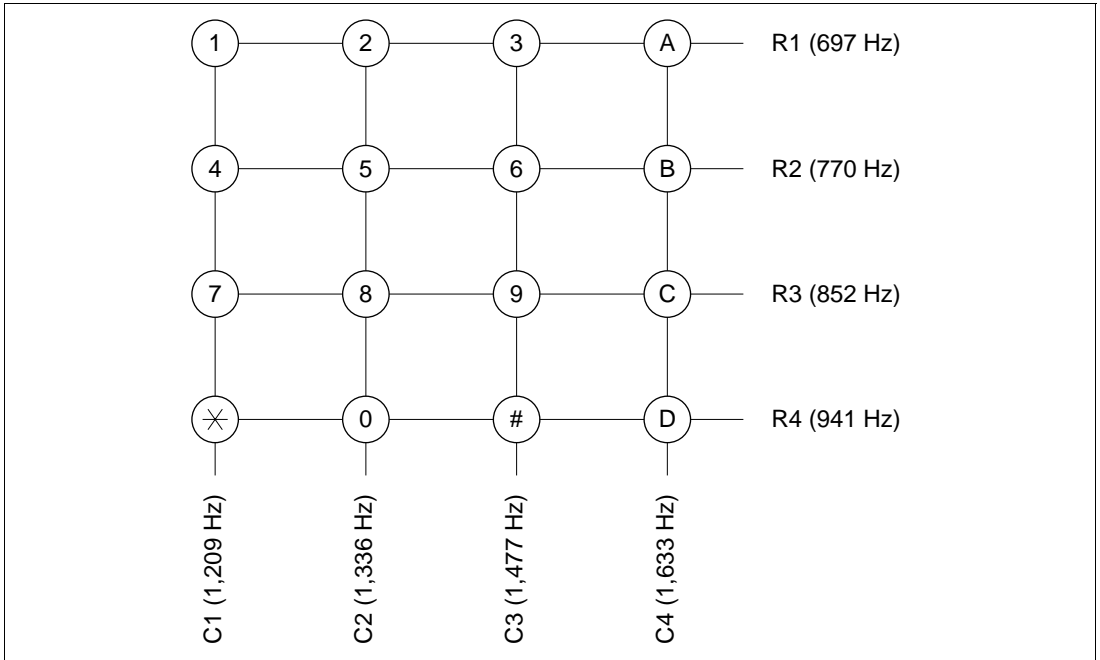 1 2 3 A R1 (697 Hz)
4 5 6 B R2 (770 Hz)
7 8 9 C R3 (852 Hz)
* 0 # D R4 (941 Hz)
C1 (1,209 Hz)
C2 (1,336 Hz)
C3 (1,477 Hz)
C4 (1,633 Hz)